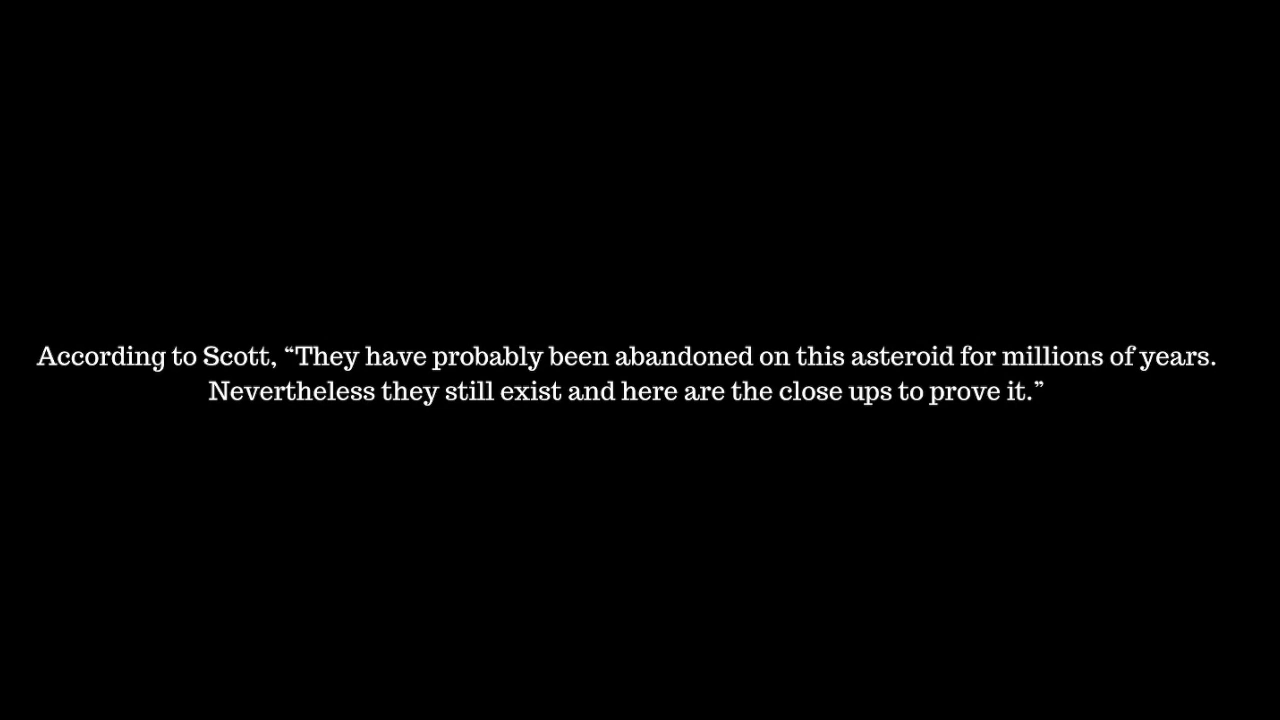 According to Scott, “They have probably been abandoned on this asteroid for millions of years.
Nevertheless they still exist and here are the close ups to prove it.”